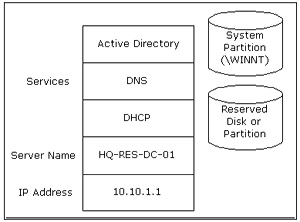 Active Directory
Services
DNS
DHCP
Server Name
HQ-RES-DC-01
IP Address
10.10.1.1
System
Partition
(\WINNT)
Reserved
Disk or
Partition